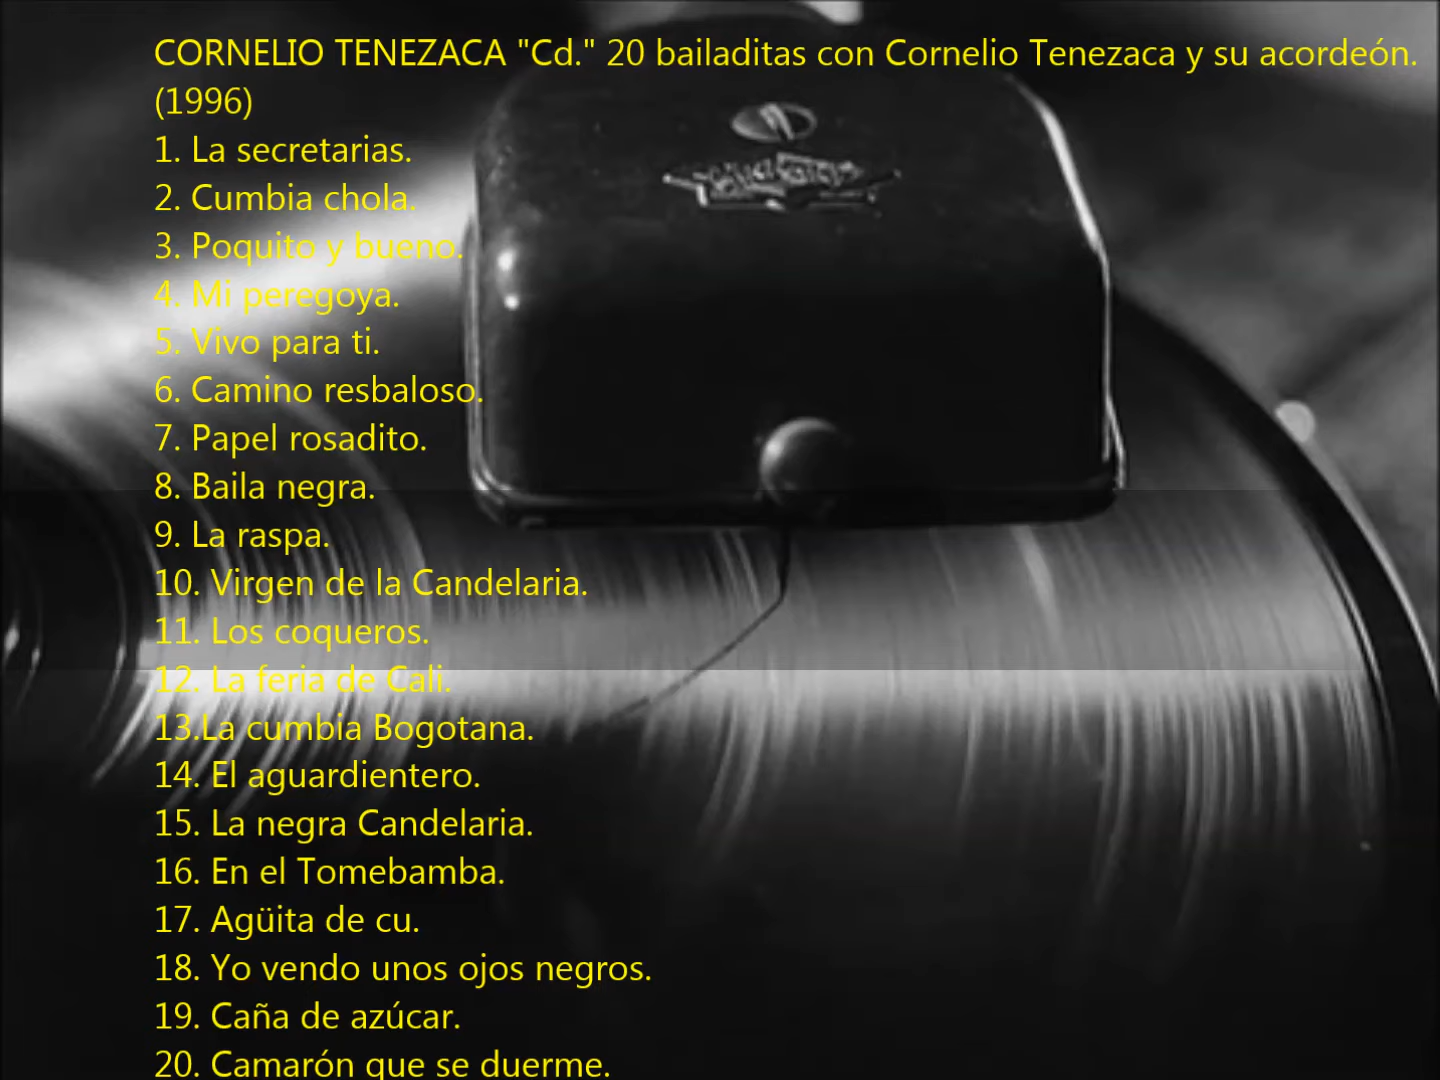 CORNELIO TENEZACA "Cd." 20 bailaditas con Cornelio Tenezaca y su acordeón.
(1996)
1. La secretarias.
2. Cumbia chola.
3. Poquito y bueno.
4. Mi peregoya.
5. Vivo para ti.
6. Camino resbaloso.
7. Papel rosadito.
8. Baila negra.
9. La raspa.
10. Virgen de la Candelaria.
11. Los coqueros.
12. La feria de Cali.
13.La cumbia Bogotana.
14. El aguardientero.
15. La negra Candelaria.
16. En el Tomebamba.
17. Agüita de cu.
18. Yo vendo unos ojos negros.
19. Caña de azúcar.
20. Camarón que se duerme.